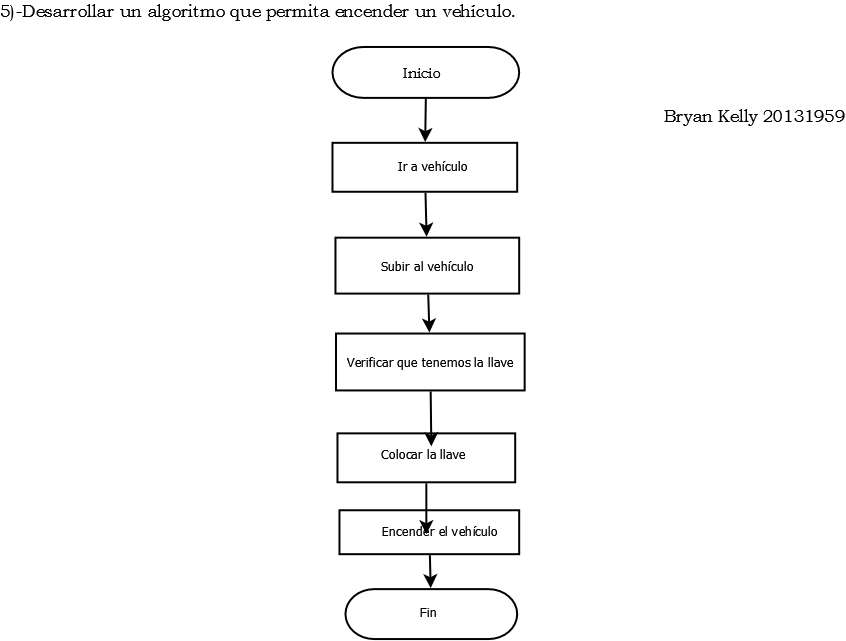 5)-Desarrollar un algoritmo que permita encender un vehículo.
Inicio
Bryan Kelly 20131959
Ir a vehículo
Subir al vehículo
Verificar que tenemos la llave
Colocar la llave
Encender el vehículo
Fin